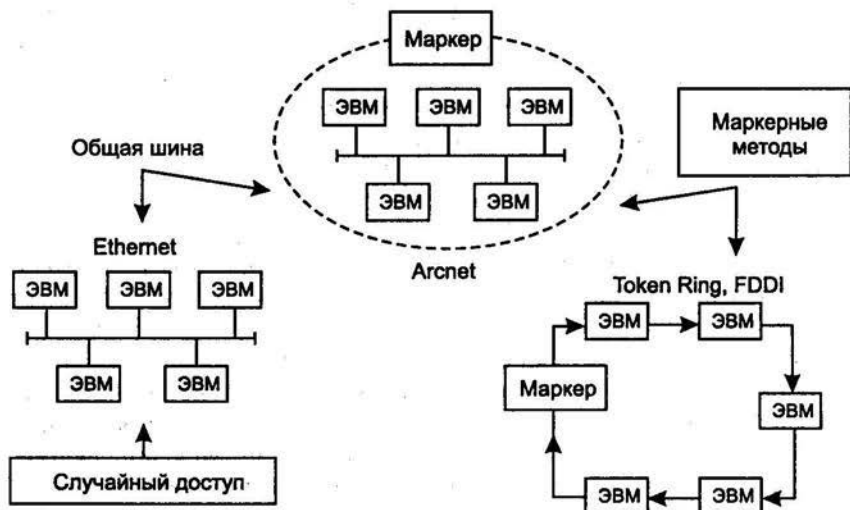 Маркер
ЭВМ ЭВМ ЭВМ
ЭВМ ЭВМ
Arcnet
Общая шина
Маркерные
методы
Ethernet
ЭВМ ЭВМ ЭВМ
ЭВМ ЭВМ
Случайный доступ
Token Ring, FDDI
ЭВМ ЭВМ
Маркер
ЭВМ
ЭВМ ЭВМ